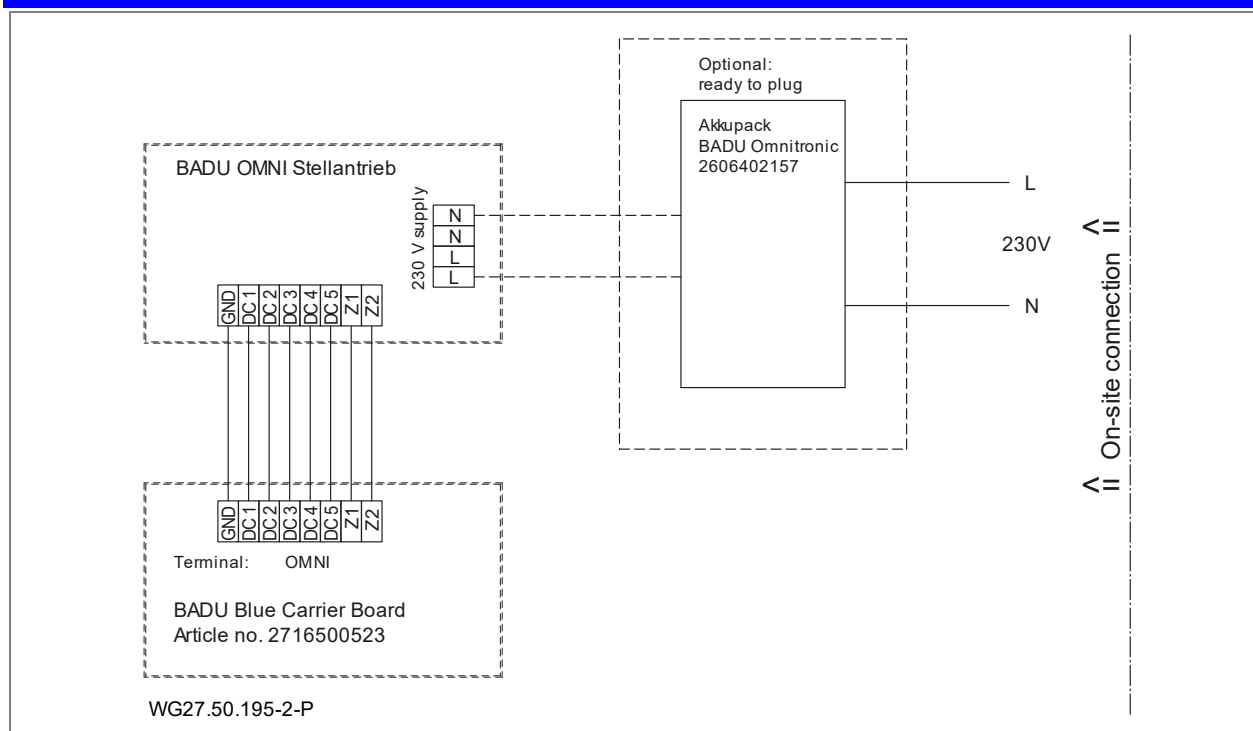 Optional:
ready to plug
Akkupack
BADU Omnitronic
2606402157
BADU OMNI Stellantrieb
230 V supply
N
N
L
L
L
230V
N
<= On-site connection <=
GND DC1 DC2 DC3 DC4 DC5 Z1 Z2
GND DC1 DC2 DC3 DC4 DC5 Z1 Z2
Terminal: OMNI
BADU Blue Carrier Board
Article no. 2716500523
WG27.50.195-2-P